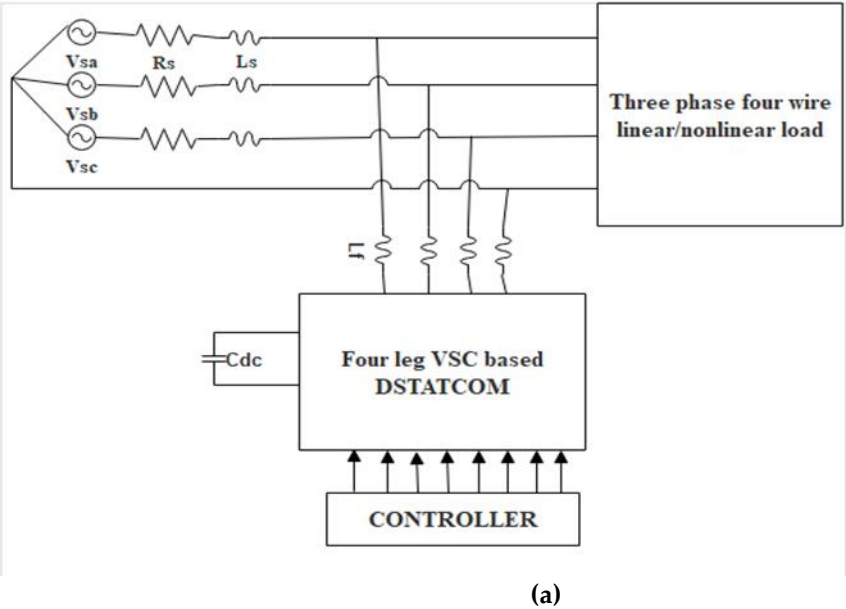 Vsa
Rs
Ls
Vsb
Vsc
Three phase four wire
linear/nonlinear load
Lf
Cdc
Four leg VSC based
DSTATCOM
CONTROLLER
(a)